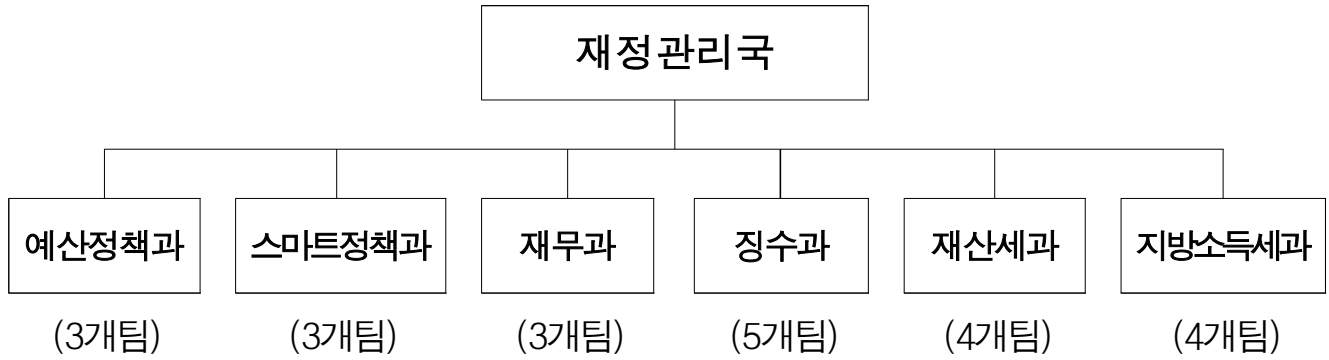 재정관리국
예산정책과 스마트정책과 재무과 징수과 재산세과 지방소득세과
(3개팀) (3개팀) (3개팀) (5개팀) (4개팀) (4개팀)